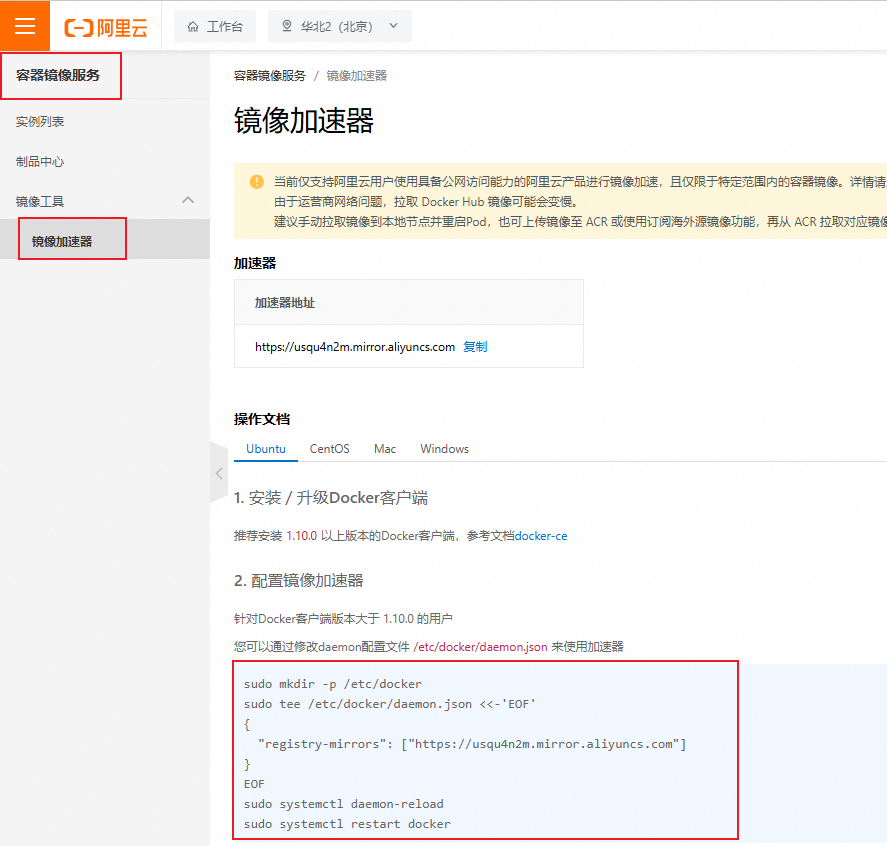 阿里云
工作台
华北2（北京）
容器镜像服务
实例列表
制品中心
镜像工具
镜像加速器
容器镜像服务 / 镜像加速器
镜像加速器
当前仅支持阿里云用户使用具备公网访问能力的阿里云产品进行镜像加速，且仅限于特定范围内的容器镜像。详情请
由于运营商网络问题，拉取 Docker Hub 镜像可能会变慢。
建议手动拉取镜像到本地节点并重启Pod，也可上传镜像至 ACR 或使用订阅海外源镜像功能，再从 ACR 拉取对应镜像
加速器
加速器地址
https://usqu4n2m.mirror.aliyuncs.com 复制
操作文档
Ubuntu CentOS Mac Windows
1. 安装 / 升级Docker客户端
推荐安装 1.10.0 以上版本的Docker客户端，参考文档docker-ce
2. 配置镜像加速器
针对Docker客户端版本大于 1.10.0 的用户
您可以通过修改daemon配置文件 /etc/docker/daemon.json 来使用加速器
sudo mkdir -p /etc/docker
sudo tee /etc/docker/daemon.json <<-'EOF'
{
  "registry-mirrors": ["https://usqu4n2m.mirror.aliyuncs.com"]
}
EOF
sudo systemctl daemon-reload
sudo systemctl restart docker